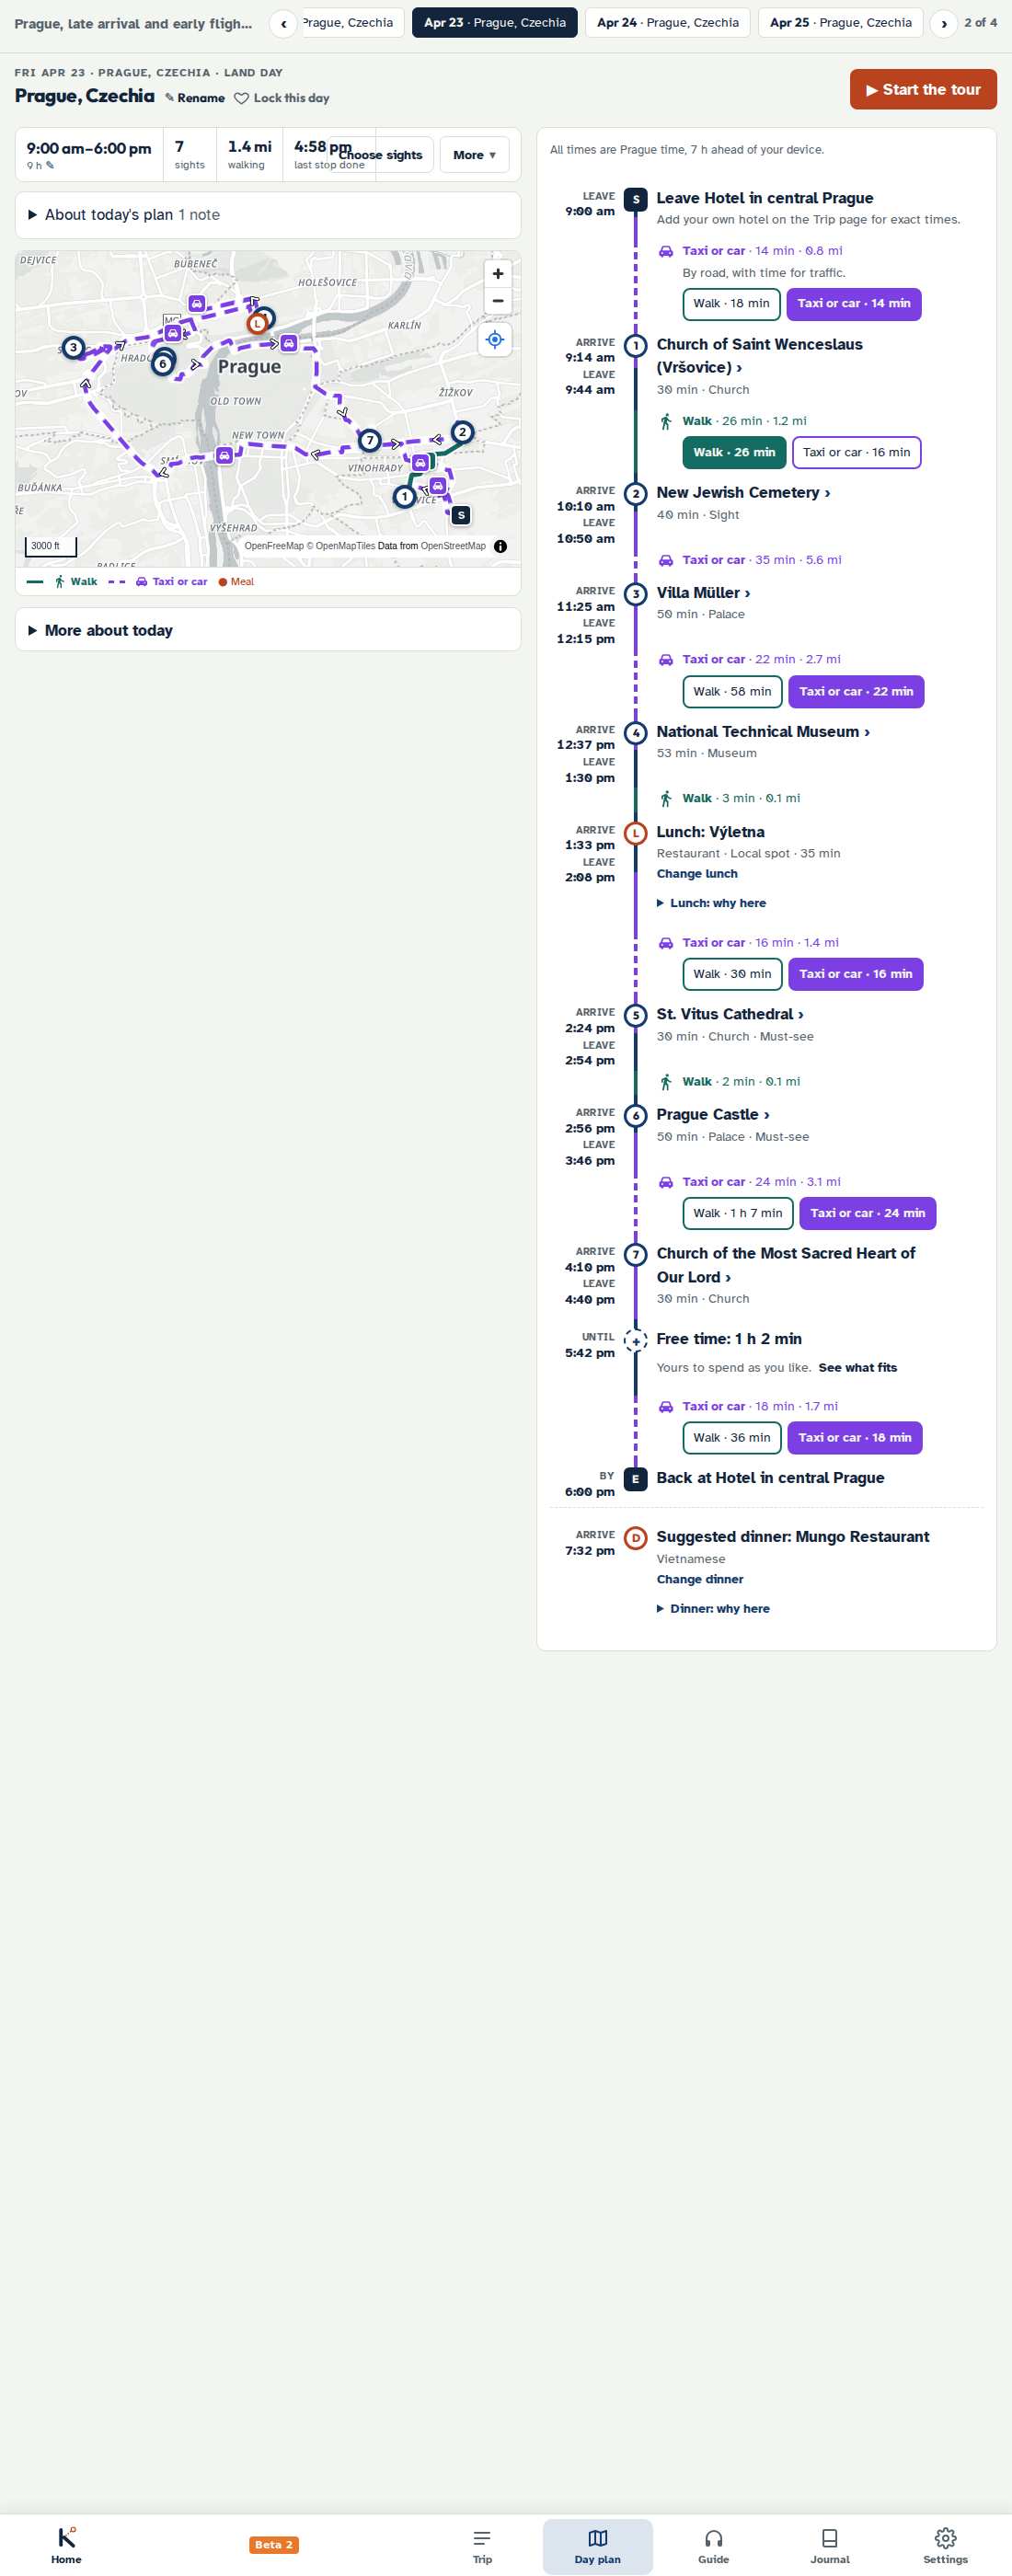 Prague, late arrival and early fligh...
‹
Prague, Czechia
Apr 23 · Prague, Czechia
Apr 24 · Prague, Czechia
Apr 25 · Prague, Czechia
›
2 of 4
FRI APR 23 · PRAGUE, CZECHIA · LAND DAY
Prague, Czechia
✎ Rename
Lock this day
▶ Start the tour
9:00 am–6:00 pm
9 h ✎
7
sights
1.4 mi
walking
4:58 pm
last stop done
Choose sights
More ▼
▶ About today's plan 1 note
DEJVICE
BUBENEČ
HOLEŠOVICE
KARLÍN
Prague
OLD TOWN
ŽIŽKOV
NEW TOWN
VINOHRADY
BUĎÁNKA
VYŠEHRAD
3
6
L
7
2
1
S
+
−
3000 ft
OpenFreeMap © OpenMapTiles Data from OpenStreetMap
Walk
Taxi or car
Meal
▶ More about today
All times are Prague time, 7 h ahead of your device.
LEAVE
9:00 am
S
Leave Hotel in central Prague
Add your own hotel on the Trip page for exact times.
Taxi or car · 14 min · 0.8 mi
By road, with time for traffic.
Walk · 18 min
Taxi or car · 14 min
ARRIVE
9:14 am
LEAVE
9:44 am
1
Church of Saint Wenceslaus
(Vršovice) ›
30 min · Church
Walk · 26 min · 1.2 mi
Walk · 26 min
Taxi or car · 16 min
ARRIVE
10:10 am
LEAVE
10:50 am
2
New Jewish Cemetery ›
40 min · Sight
Taxi or car · 35 min · 5.6 mi
ARRIVE
11:25 am
LEAVE
12:15 pm
3
Villa Müller ›
50 min · Palace
Taxi or car · 22 min · 2.7 mi
Walk · 58 min
Taxi or car · 22 min
ARRIVE
12:37 pm
LEAVE
1:30 pm
4
National Technical Museum ›
53 min · Museum
Walk · 3 min · 0.1 mi
ARRIVE
1:33 pm
LEAVE
2:08 pm
L
Lunch: Výletna
Restaurant · Local spot · 35 min
Change lunch
▶ Lunch: why here
Taxi or car · 16 min · 1.4 mi
Walk · 30 min
Taxi or car · 16 min
ARRIVE
2:24 pm
LEAVE
2:54 pm
5
St. Vitus Cathedral ›
30 min · Church · Must-see
Walk · 2 min · 0.1 mi
ARRIVE
2:56 pm
LEAVE
3:46 pm
6
Prague Castle ›
50 min · Palace · Must-see
Taxi or car · 24 min · 3.1 mi
Walk · 1 h 7 min
Taxi or car · 24 min
ARRIVE
4:10 pm
LEAVE
4:40 pm
7
Church of the Most Sacred Heart of
Our Lord ›
30 min · Church
UNTIL
5:42 pm
+
Free time: 1 h 2 min
Yours to spend as you like. See what fits
Taxi or car · 18 min · 1.7 mi
Walk · 36 min
Taxi or car · 18 min
BY
6:00 pm
E
Back at Hotel in central Prague
ARRIVE
7:32 pm
D
Suggested dinner: Mungo Restaurant
Vietnamese
Change dinner
▶ Dinner: why here
Home
Beta 2
Trip
Day plan
Guide
Journal
Settings